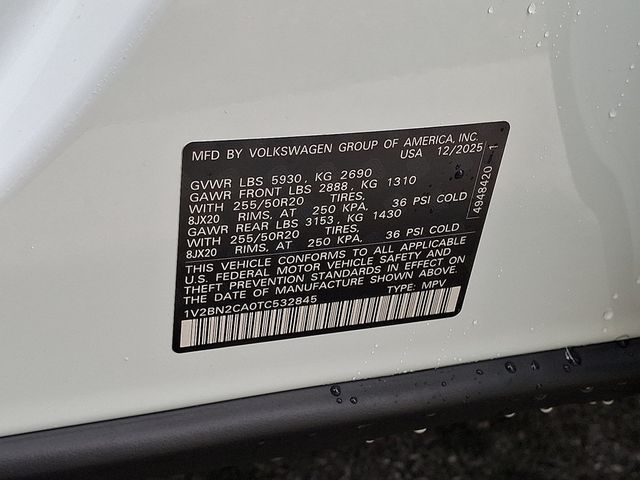 MFD BY VOLKSWAGEN GROUP OF AMERICA, INC.
USA 12/2025
GVWR LBS 5930, KG 2690
GAWR FRONT LBS 2888, KG 1310
WITH 255/50R20 TIRES,
8JX20 RIMS, AT 250 KPA, 36 PSI COLD
GAWR REAR LBS 3153, KG 1430
WITH 255/50R20 TIRES,
8JX20 RIMS, AT 250 KPA, 36 PSI COLD
THIS VEHICLE CONFORMS TO ALL APPLICABLE
U.S. FEDERAL MOTOR VEHICLE SAFETY AND
THEFT PREVENTION STANDARDS IN EFFECT ON
THE DATE OF MANUFACTURE SHOWN ABOVE.
1V2BN2CA0TC532845 TYPE: MPV
4948420-1